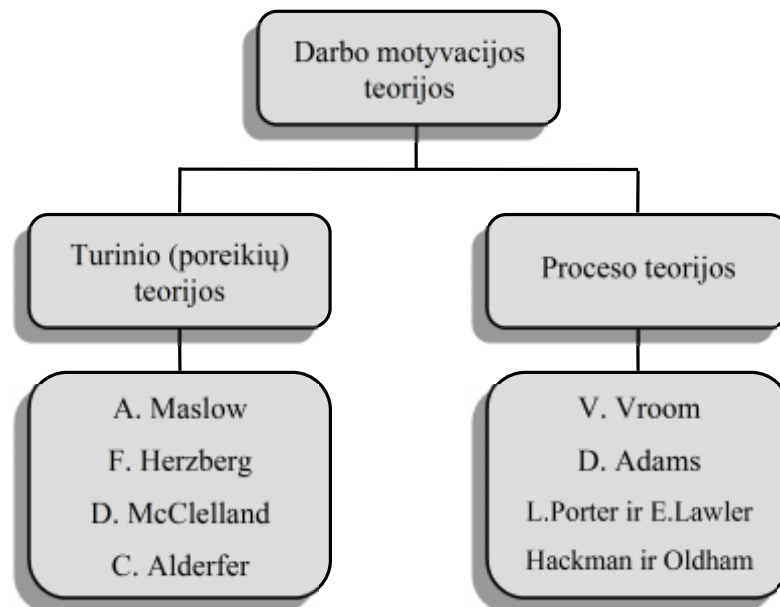 Darbo motyvacijos
teorijos
Turinio (poreikių)
teorijos
Proceso teorijos
A. Maslow
F. Herzberg
D. McClelland
C. Alderfer
V. Vroom
D. Adams
L.Porter ir E.Lawler
Hackman ir Oldham